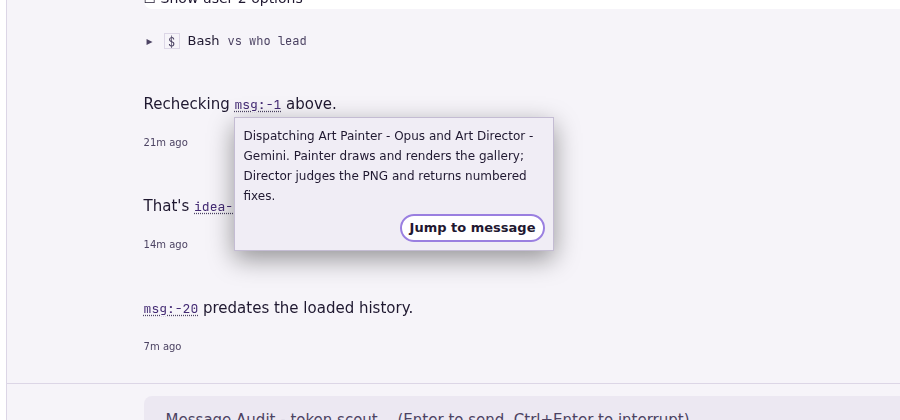 Show user 2 options
▸ $ Bash vs who lead
Rechecking msg:-1 above.
Dispatching Art Painter - Opus and Art Director -
Gemini. Painter draws and renders the gallery;
Director judges the PNG and returns numbered
fixes.
Jump to message
21m ago
That's idea-
14m ago
msg:-20 predates the loaded history.
7m ago
Message Audit - token scout... (Enter to send, Ctrl+Enter to interrupt)